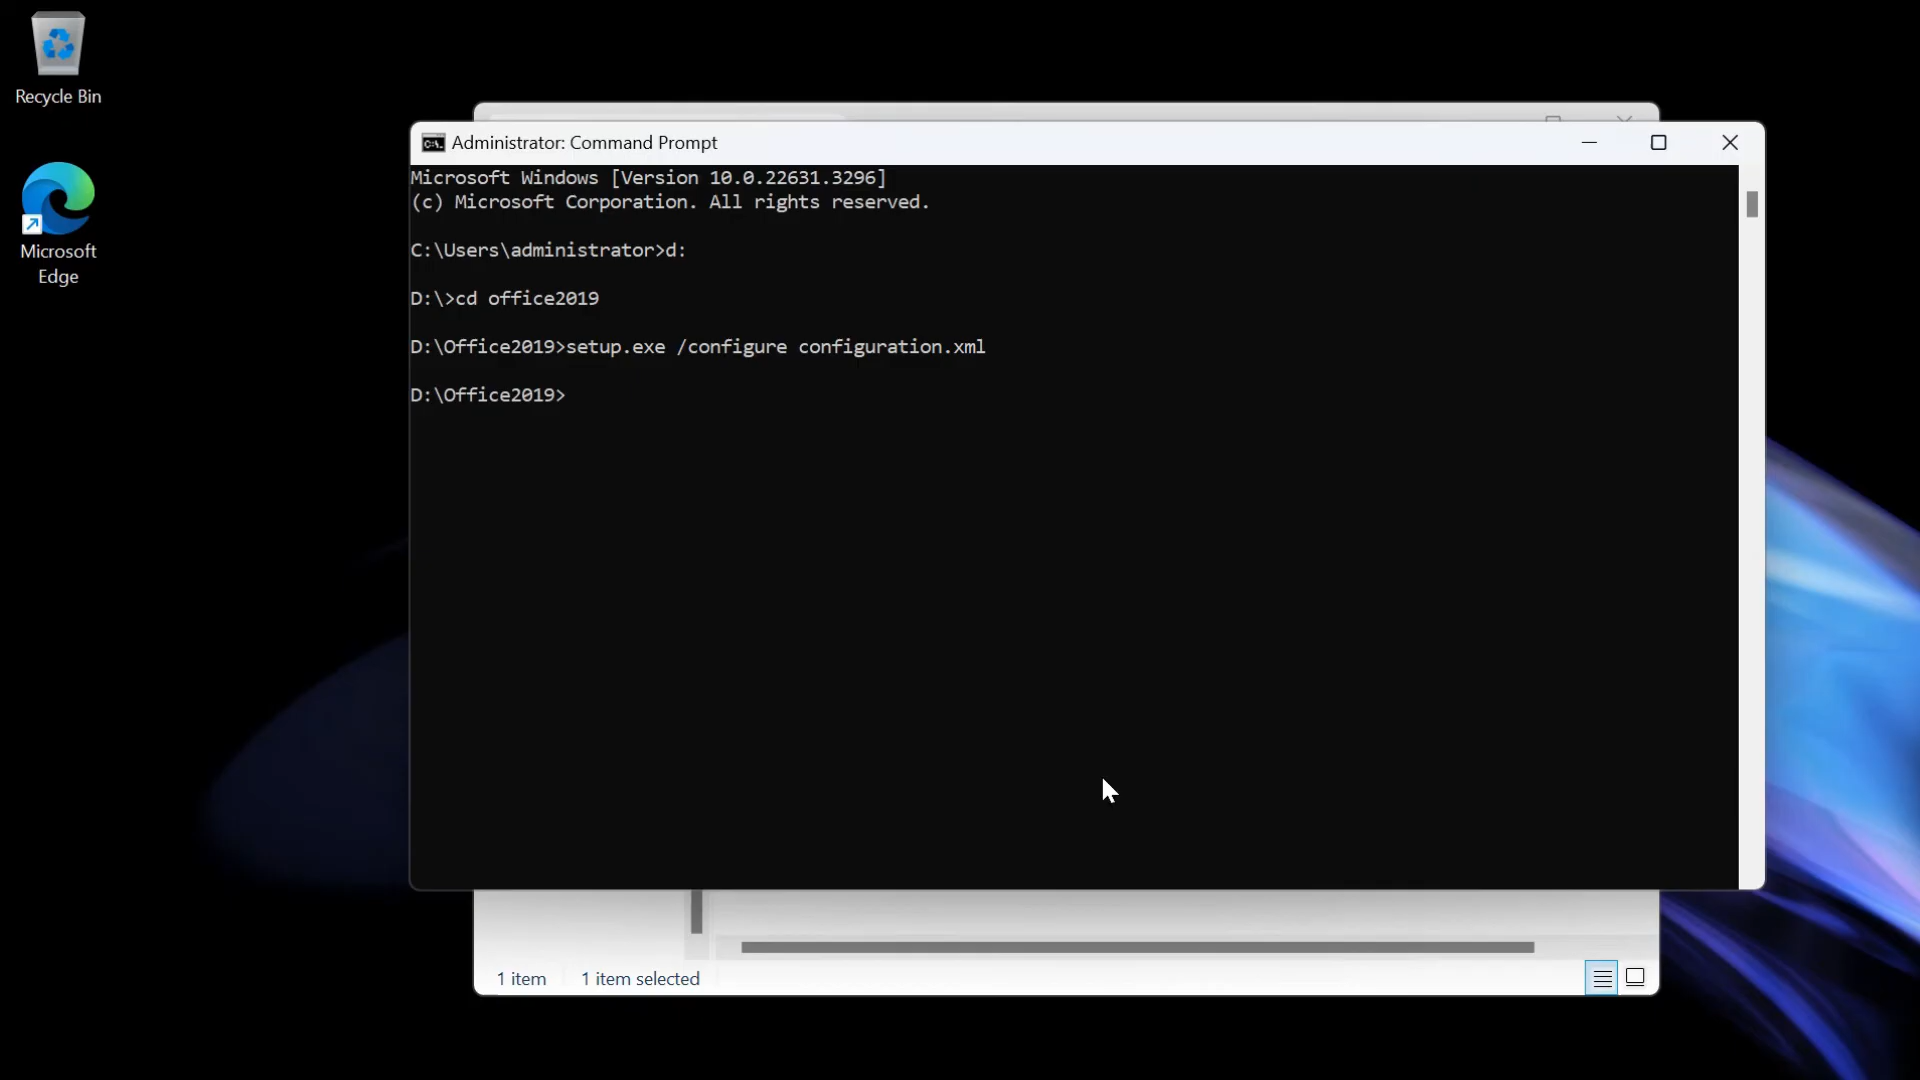 Recycle Bin
Microsoft
Edge
Administrator: Command Prompt
Microsoft Windows [Version 10.0.22631.3296]
(c) Microsoft Corporation. All rights reserved.
C:\Users\administrator>d:
D:\>cd office2019
D:\Office2019>setup.exe /configure configuration.xml
D:\Office2019>
1 item
1 item selected